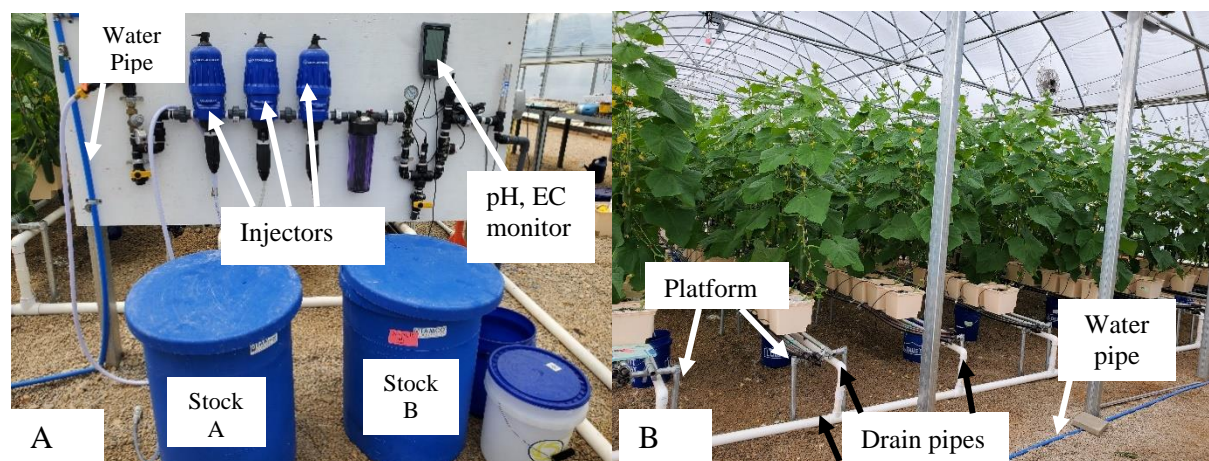 Water
Pipe
Injectors
pH, EC
monitor
Stock
A
Stock
B
A
Platform
Water
pipe
Drain pipes
B